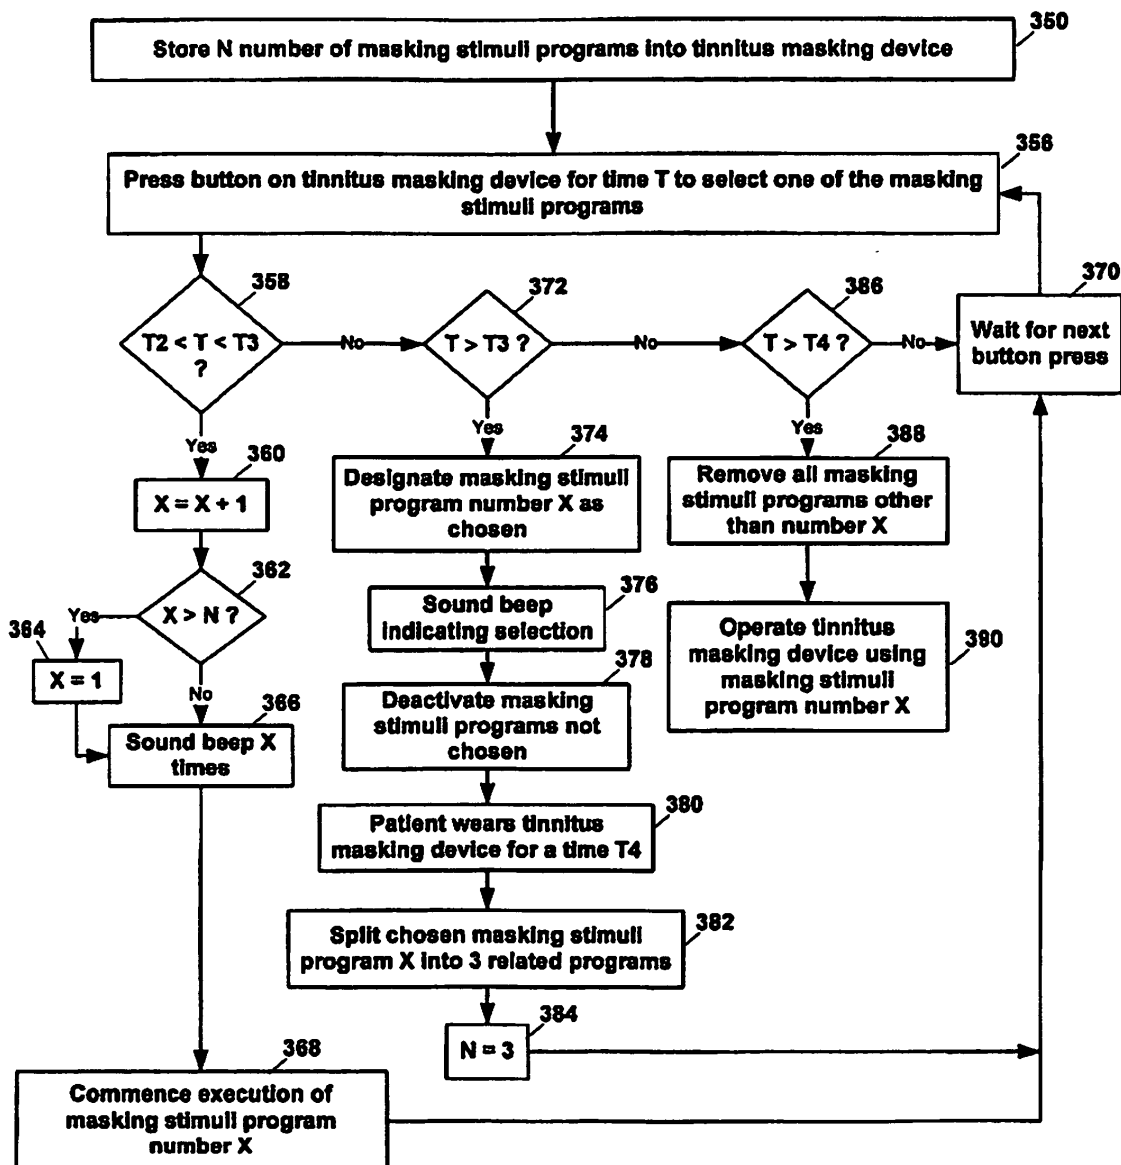 350
Store N number of masking stimuli programs into tinnitus masking device
356
Press button on tinnitus masking device for time T to select one of the masking
stimuli programs
358
T2 < T < T3
?
No
372
T > T3 ?
No
386
T > T4 ?
No
370
Wait for next
button press
Yes
360
X = X + 1
362
X > N ?
Yes
364
X = 1
No
366
Sound beep X
times
368
Commence execution of
masking stimuli program
number X
Yes
374
Designate masking stimuli
program number X as
chosen
376
Sound beep
indicating selection
378
Deactivate masking
stimuli programs not
chosen
380
Patient wears tinnitus
masking device for a time T4
382
Split chosen masking stimuli
program X into 3 related programs
384
N = 3
Yes
388
Remove all masking
stimuli programs other
than number X
390
Operate tinnitus
masking device using
masking stimuli
program number X